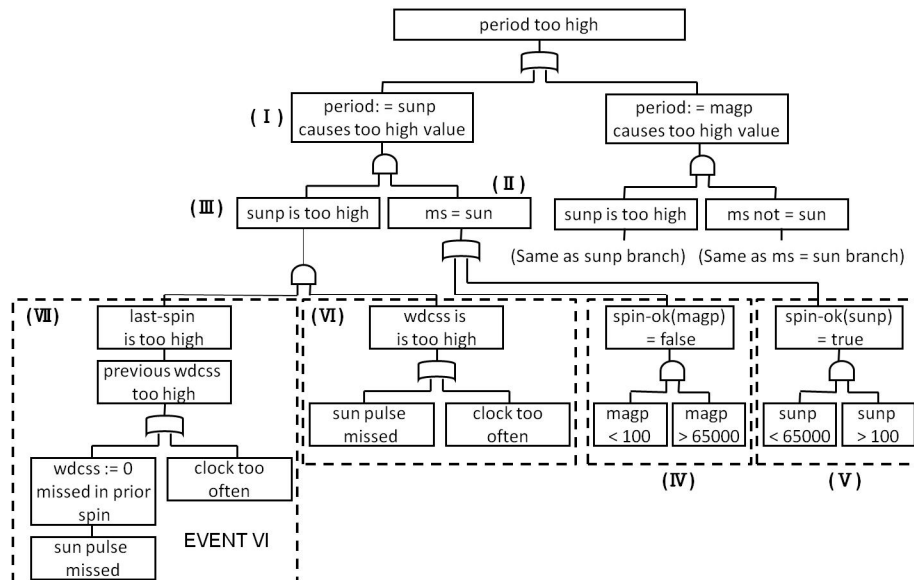 period too high
( I )
period: = sunp
causes too high value
period: = magp
causes too high value
( II )
( III )
sunp is too high
ms = sun
sunp is too high
ms not = sun
(Same as sunp branch)
(Same as ms = sun branch)
(VII)
last-spin
is too high
previous wdcss
too high
wdcss := 0
missed in prior
spin
clock too
often
sun pulse
missed
EVENT VI
(VI)
wdcss is
is too high
sun pulse
missed
clock too
often
spin-ok(magp)
= false
magp
< 100
magp
> 65000
(IV)
spin-ok(sunp)
= true
sunp
< 65000
sunp
> 100
(V)